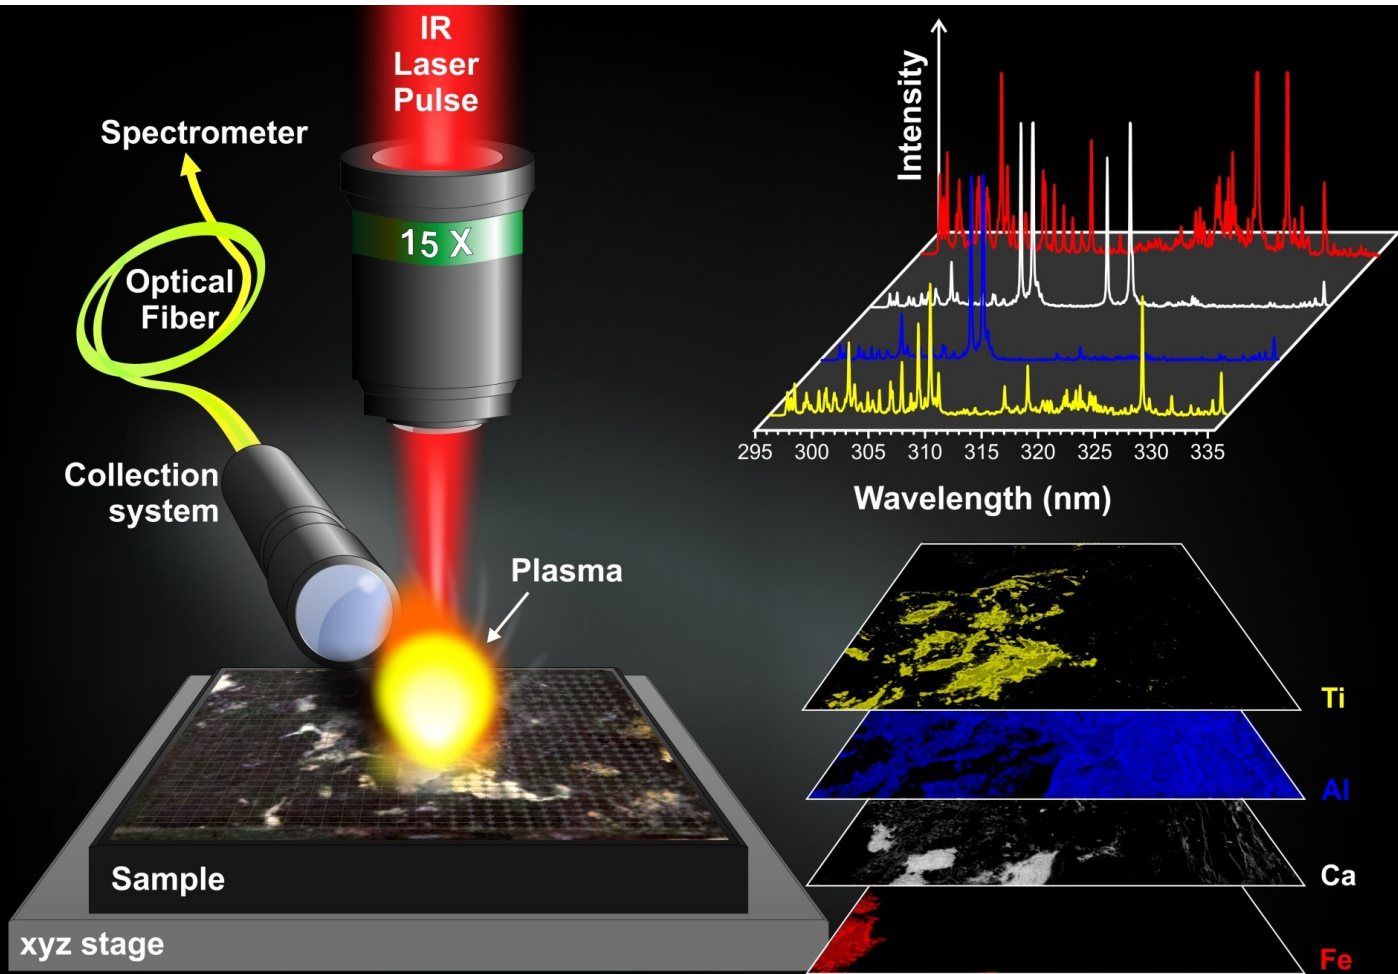 IR
Laser
Pulse
Spectrometer
15 X
Optical
Fiber
Collection
system
Plasma
Sample
xyz stage
Intensity
295 300 305 310 315 320 325 330 335
Wavelength (nm)
Ti
Al
Ca
Fe